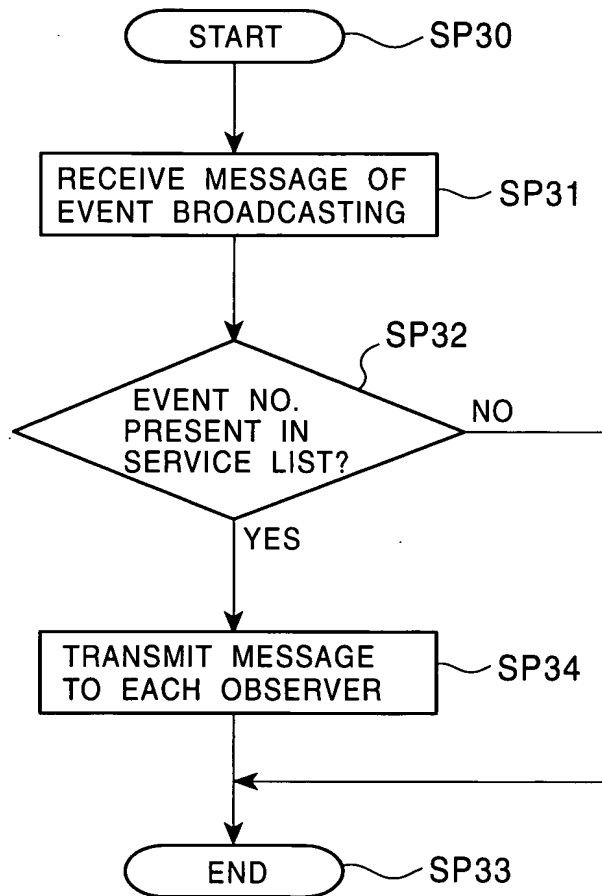 START
SP30
RECEIVE MESSAGE OF
EVENT BROADCASTING
SP31
SP32
EVENT NO.
PRESENT IN
SERVICE LIST?
NO
YES
TRANSMIT MESSAGE
TO EACH OBSERVER
SP34
END
SP33